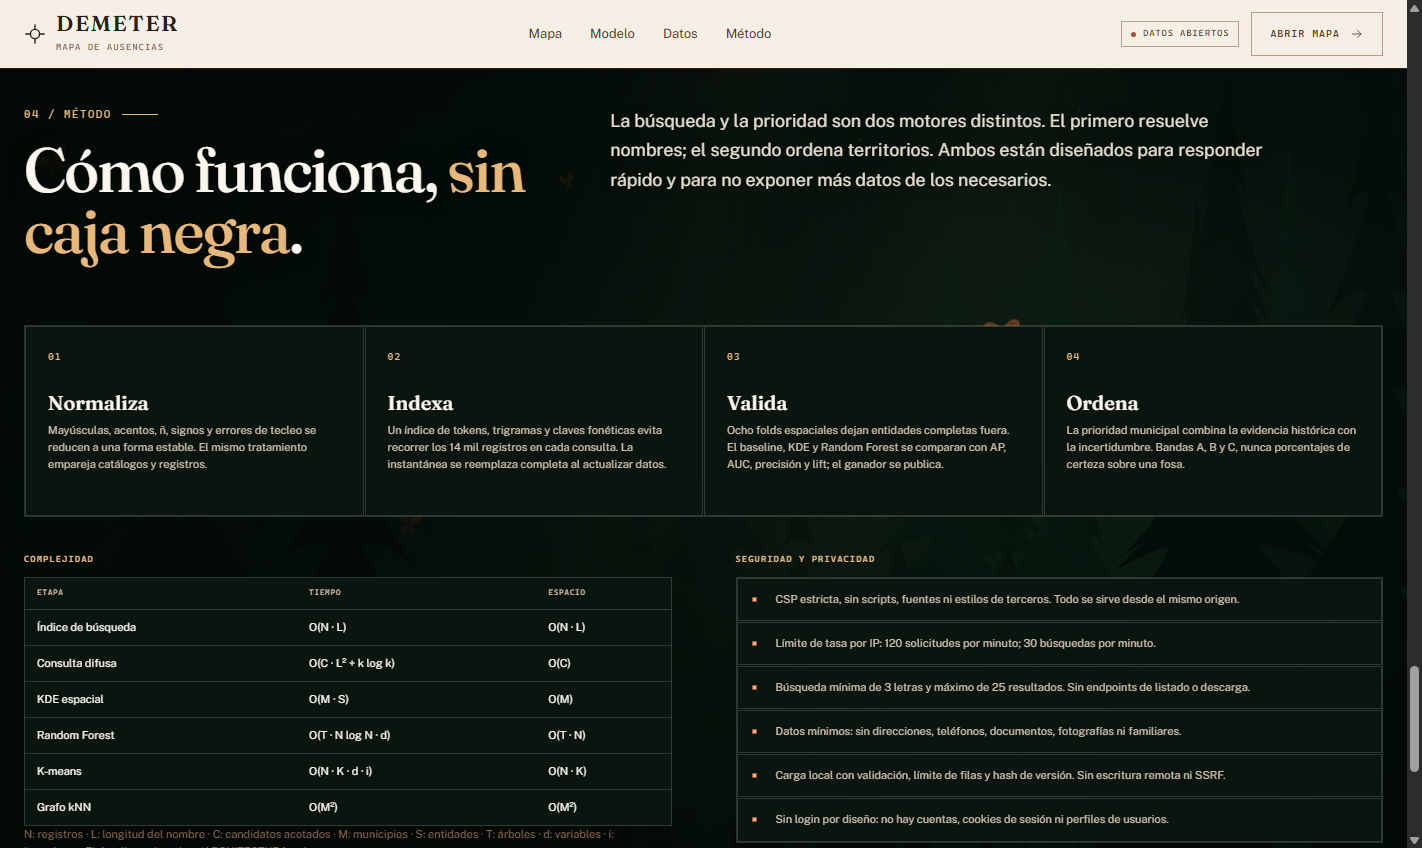 DEMETER
MAPA DE AUSENCIAS
Mapa
Modelo
Datos
Método
DATOS ABIERTOS
ABRIR MAPA →
04 / MÉTODO
Cómo funciona, sin
caja negra.
La búsqueda y la prioridad son dos motores distintos. El primero resuelve
nombres; el segundo ordena territorios. Ambos están diseñados para responder
rápido y para no exponer más datos de los necesarios.
01
Normaliza
Mayúsculas, acentos, ñ, signos y errores de tecleo se
reducen a una forma estable. El mismo tratamiento
empareja catálogos y registros.
02
Indexa
Un índice de tokens, trigramas y claves fonéticas evita
recorrer los 14 mil registros en cada consulta. La
instantánea se reemplaza completa al actualizar datos.
03
Valida
Ocho folds espaciales dejan entidades completas fuera.
El baseline, KDE y Random Forest se comparan con AP,
AUC, precisión y lift; el ganador se publica.
04
Ordena
La prioridad municipal combina la evidencia histórica con
la incertidumbre. Bandas A, B y C, nunca porcentajes de
certeza sobre una fosa.
COMPLEJIDAD
ETAPA TIEMPO ESPACIO
Índice de búsqueda O(N · L) O(N · L)
Consulta difusa O(C · L² + k log k) O(C)
KDE espacial O(M · S) O(M)
Random Forest O(T · N log N · d) O(T · N)
K-means O(N · K · d · i) O(N · K)
Grafo kNN O(M²) O(M²)
N: registros · L: longitud del nombre · C: candidatos acotados · M: municipios · S: entidades · T: árboles · d: variables · i:
SEGURIDAD Y PRIVACIDAD
CSP estricta, sin scripts, fuentes ni estilos de terceros. Todo se sirve desde el mismo origen.
Límite de tasa por IP: 120 solicitudes por minuto; 30 búsquedas por minuto.
Búsqueda mínima de 3 letras y máximo de 25 resultados. Sin endpoints de listado o descarga.
Datos mínimos: sin direcciones, teléfonos, documentos, fotografías ni familiares.
Carga local con validación, límite de filas y hash de versión. Sin escritura remota ni SSRF.
Sin login por diseño: no hay cuentas, cookies de sesión ni perfiles de usuarios.